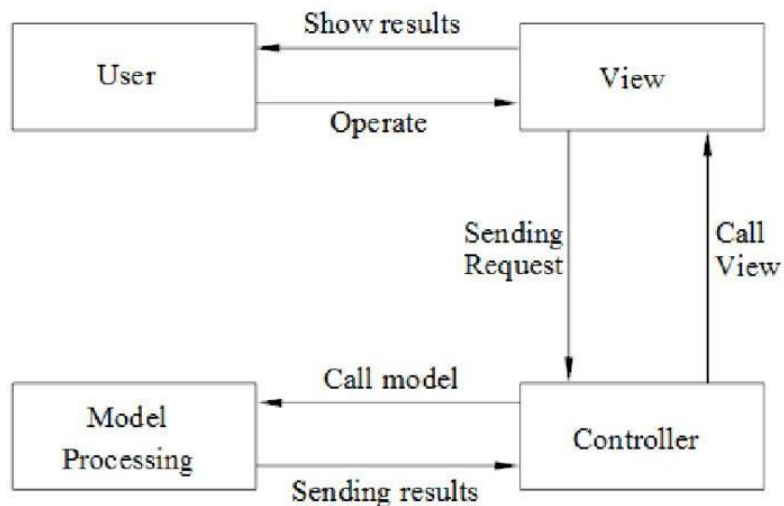 Show results
User
View
Operate
Sending
Request
Call
View
Call model
Model
Processing
Controller
Sending results